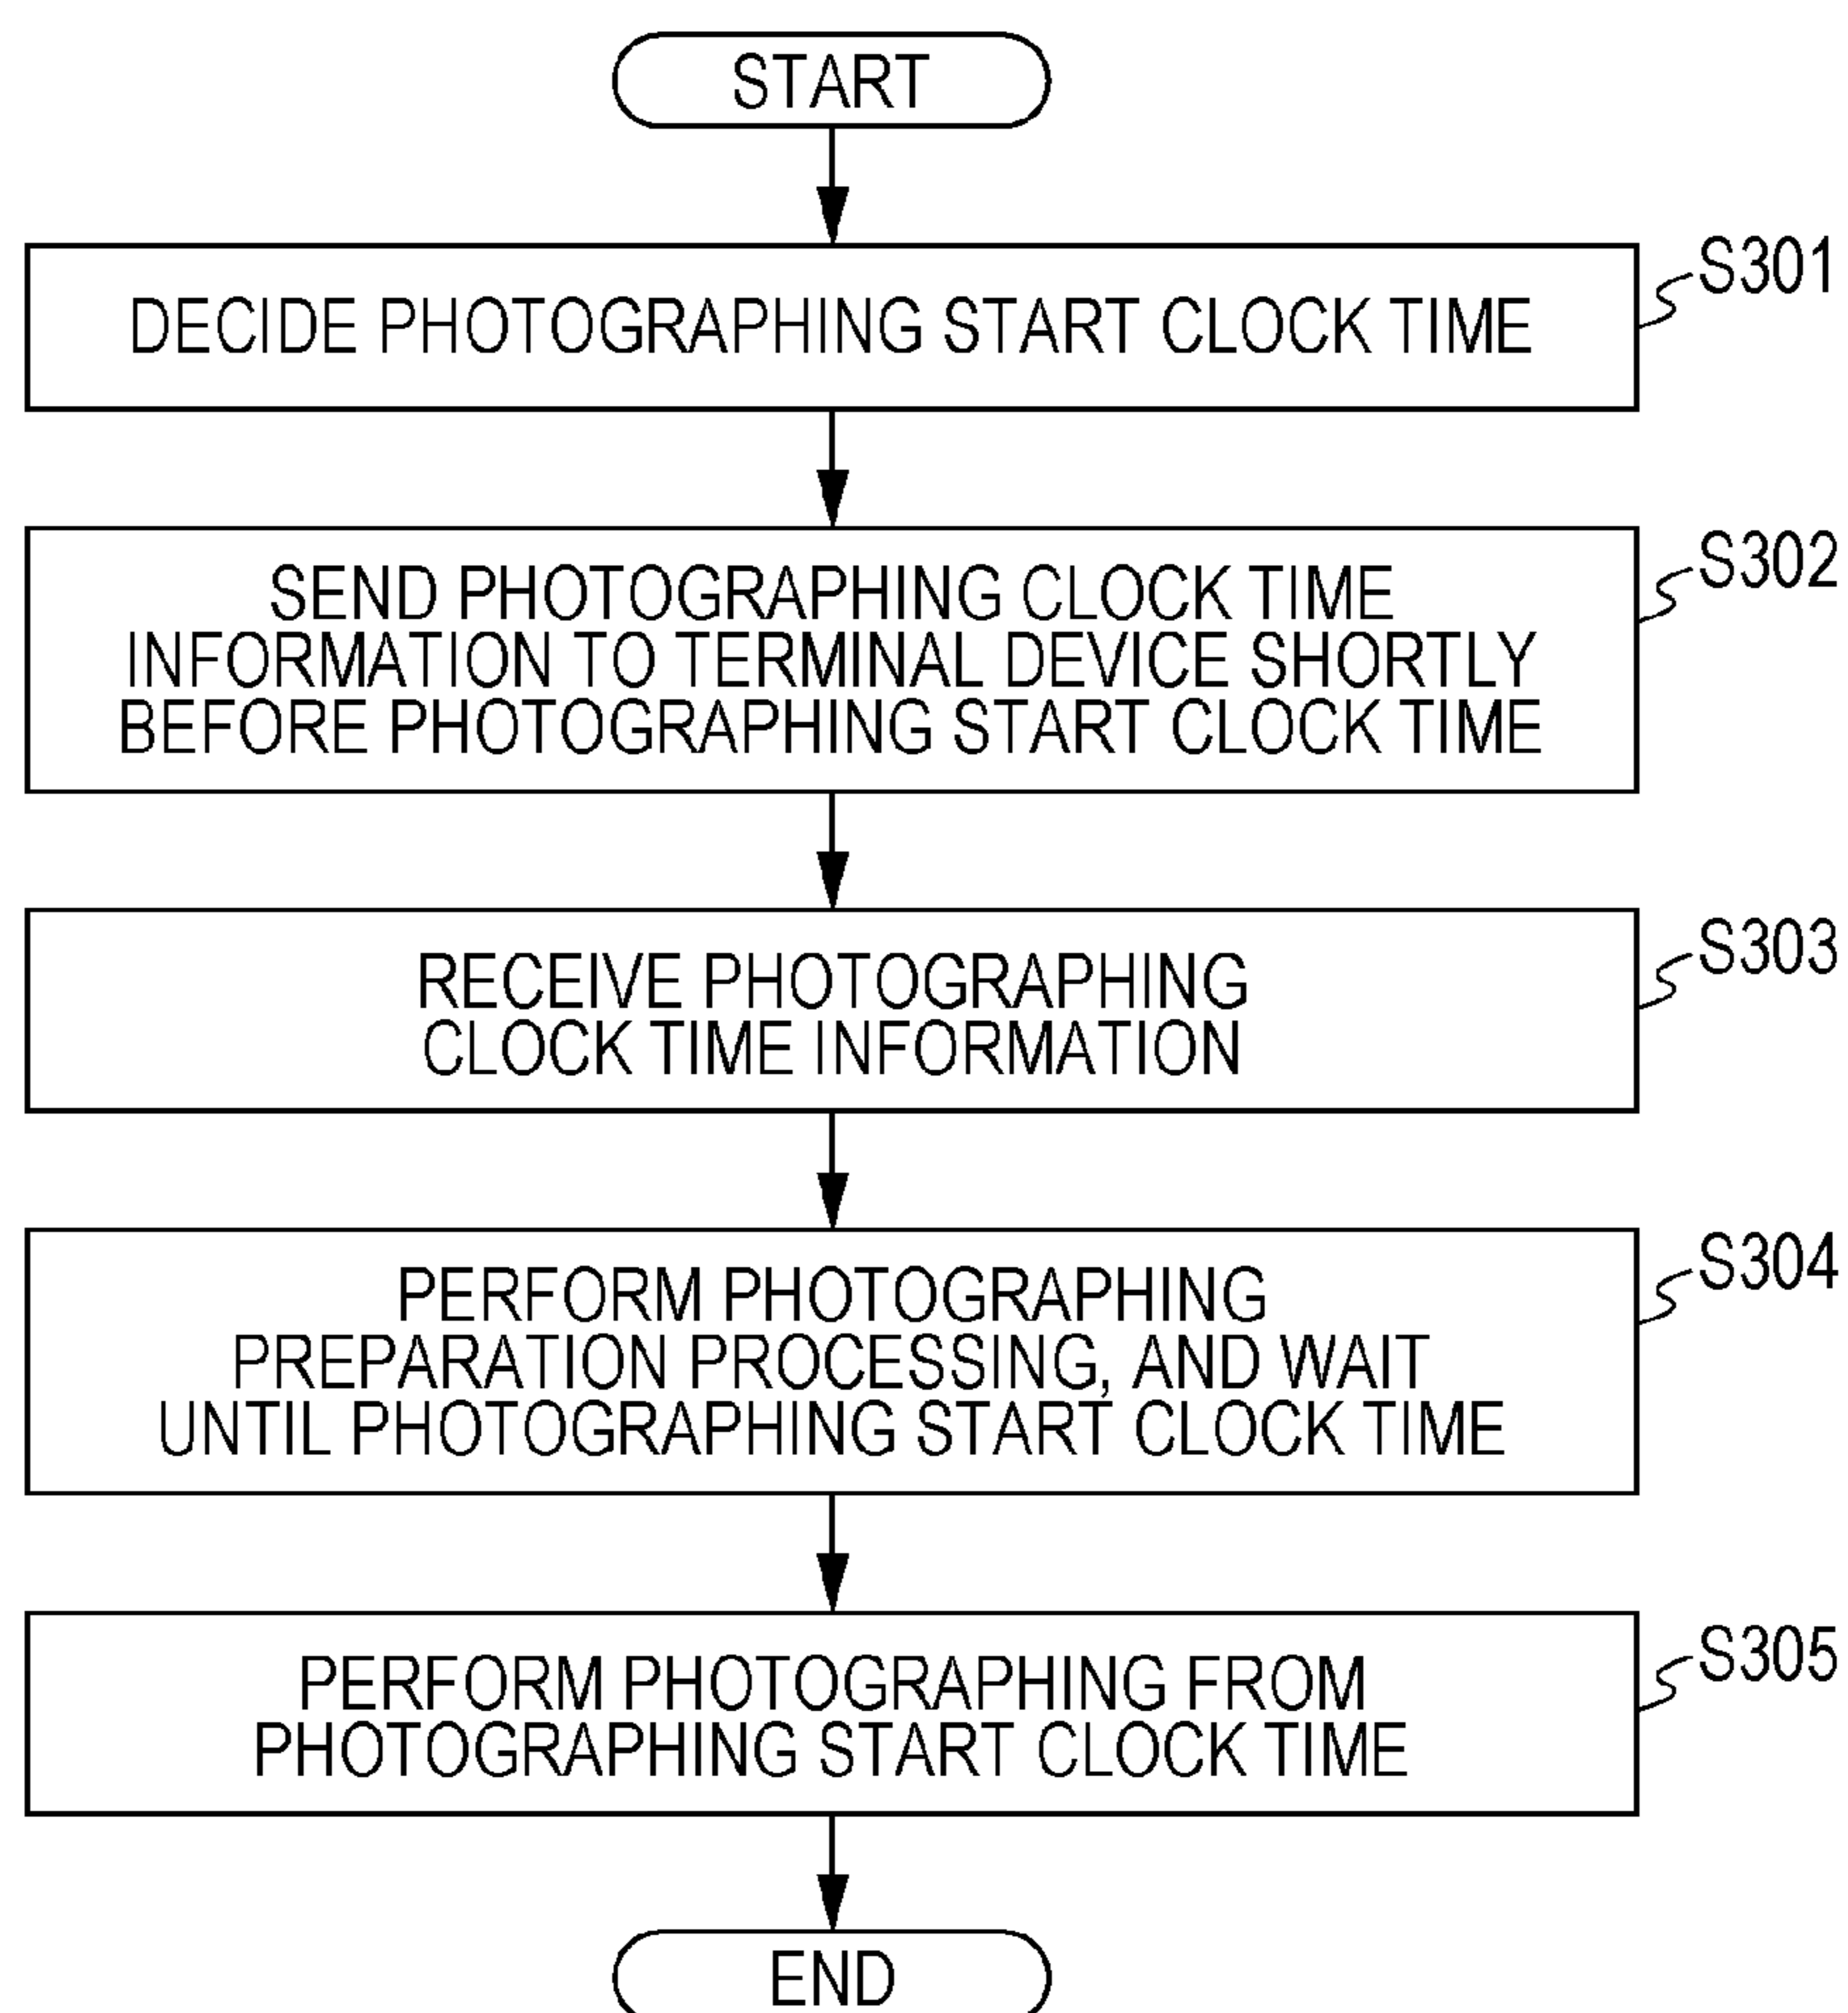 START
S301
DECIDE PHOTOGRAPHING START CLOCK TIME
S302
SEND PHOTOGRAPHING CLOCK TIME
INFORMATION TO TERMINAL DEVICE SHORTLY
BEFORE PHOTOGRAPHING START CLOCK TIME
S303
RECEIVE PHOTOGRAPHING
CLOCK TIME INFORMATION
S304
PERFORM PHOTOGRAPHING
PREPARATION PROCESSING, AND WAIT
UNTIL PHOTOGRAPHING START CLOCK TIME
S305
PERFORM PHOTOGRAPHING FROM
PHOTOGRAPHING START CLOCK TIME
END